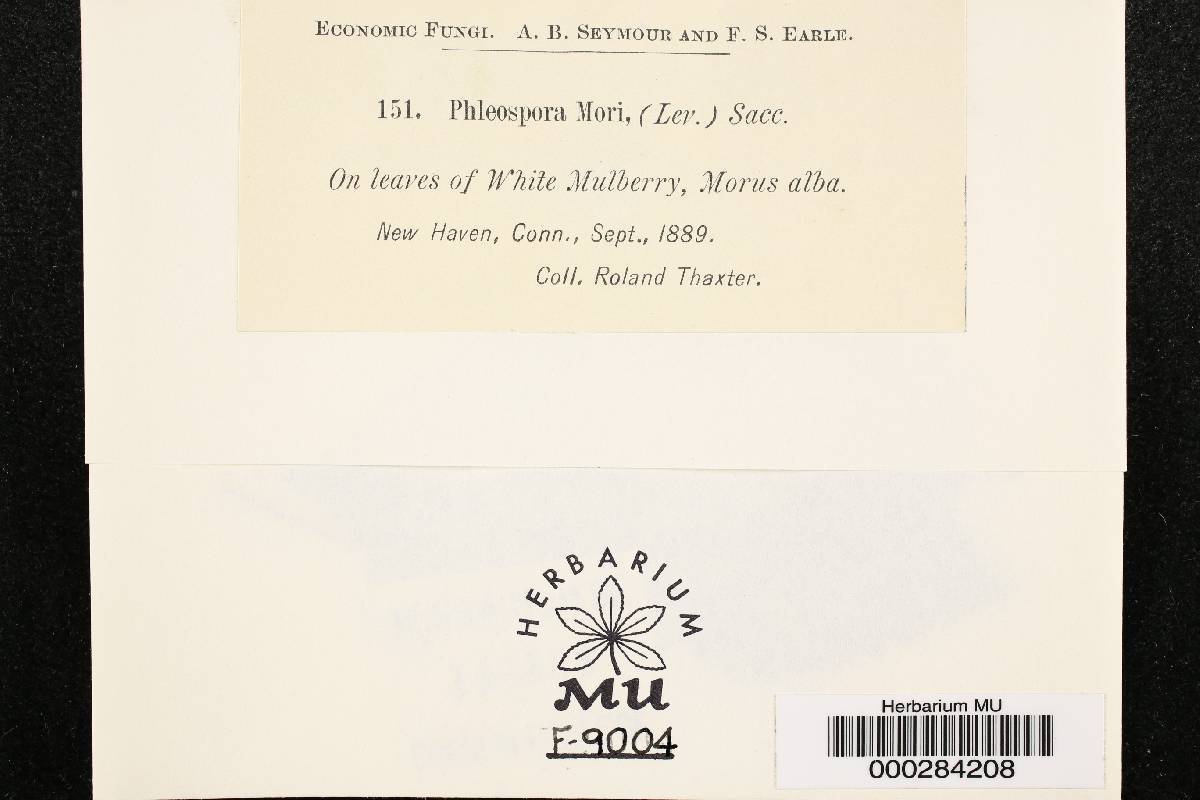 ECONOMIC FUNGI. A. B. SEYMOUR AND F. S. EARLE.
151. Phleospora Mori, (Lev.) Sacc.
On leaves of White Mulberry, Morus alba.
New Haven, Conn., Sept., 1889.
Coll. Roland Thaxter.
HERBARIUM
MU
F-9004
Herbarium MU
000284208